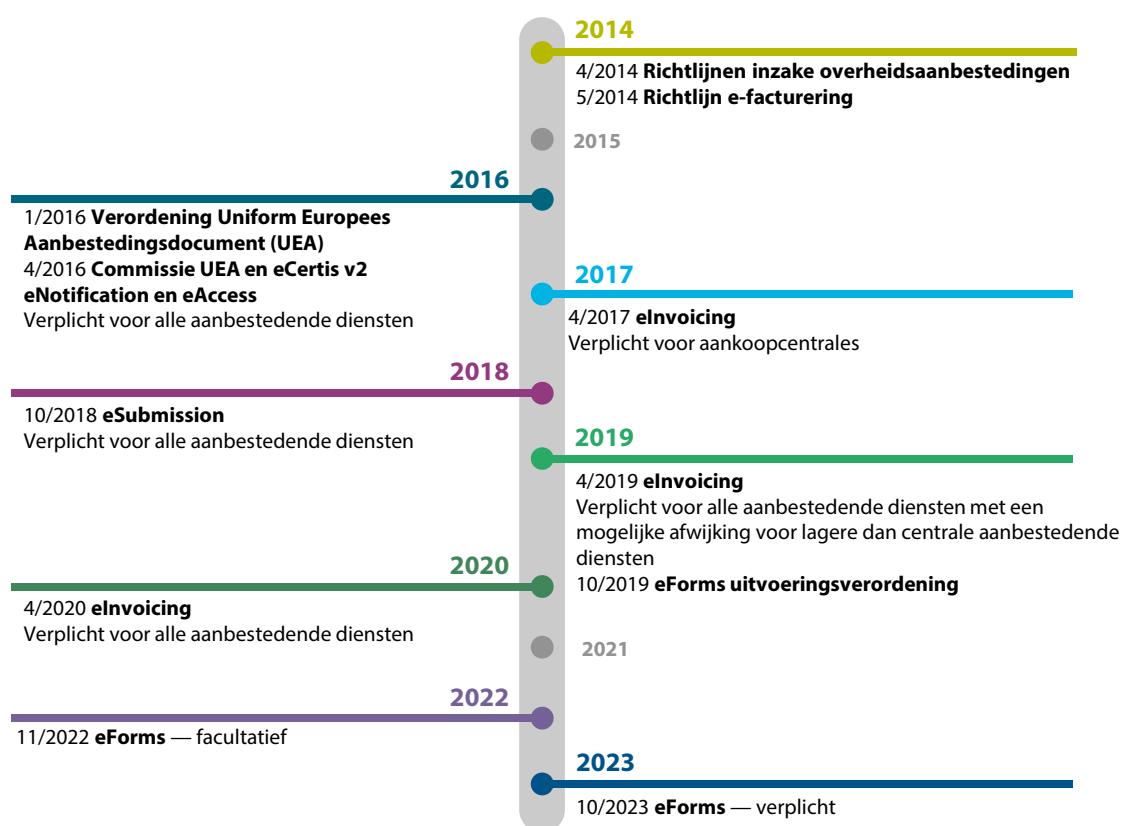 2014
4/2014 Richtlijnen inzake overheidsaanbestedingen
5/2014 Richtlijn e-facturering
2015
2016
1/2016 Verordening Uniform Europees
Aanbestedingsdocument (UEA)
4/2016 Commissie UEA en eCertis v2
eNotification en eAccess
Verplicht voor alle aanbestedende diensten
2017
4/2017 eInvoicing
Verplicht voor aankoopcentrales
2018
10/2018 eSubmission
Verplicht voor alle aanbestedende diensten
2019
4/2019 eInvoicing
Verplicht voor alle aanbestedende diensten met een
mogelijke afwijking voor lagere dan centrale aanbestedende
diensten
10/2019 eForms uitvoeringsverordening
2020
4/2020 eInvoicing
Verplicht voor alle aanbestedende diensten
2021
2022
11/2022 eForms — facultatief
2023
10/2023 eForms — verplicht